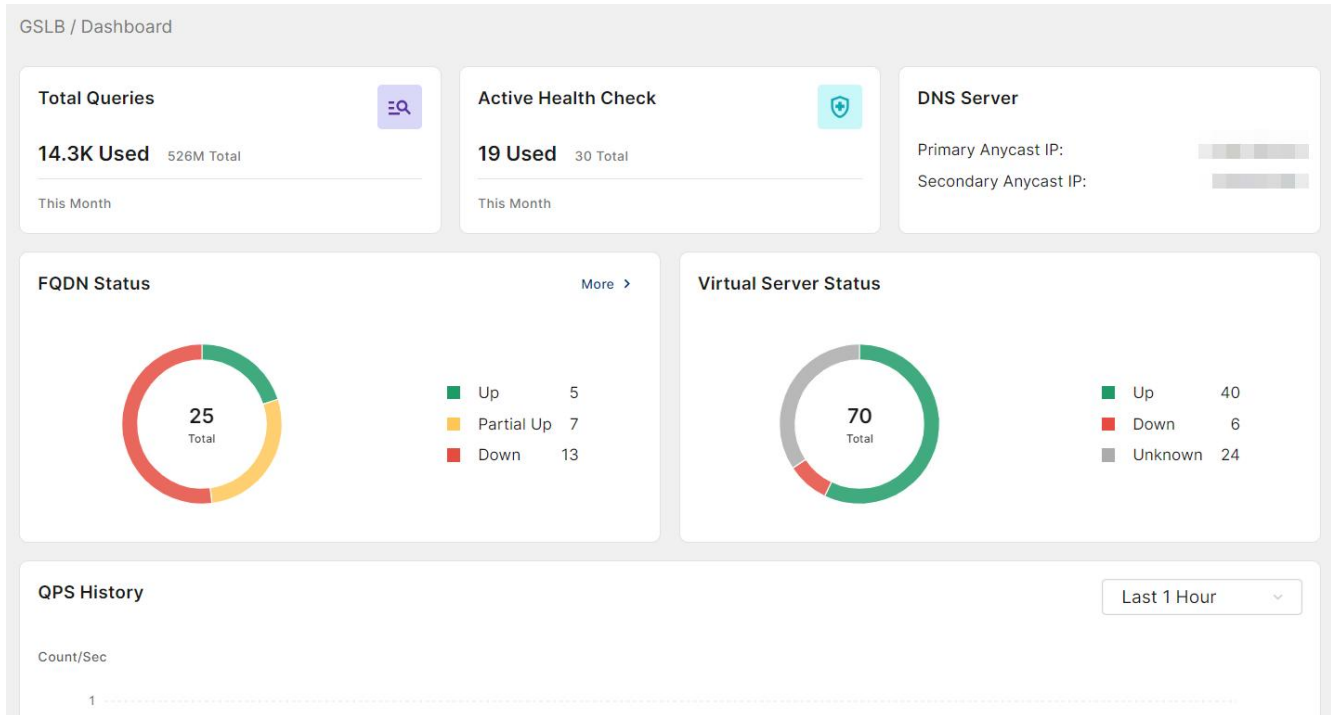 GSLB / Dashboard
Total Queries
14.3K Used 526M Total
This Month
Active Health Check
19 Used 30 Total
This Month
DNS Server
Primary Anycast IP:
Secondary Anycast IP:
FQDN Status
More
25
Total
Up 5
Partial Up 7
Down 13
Virtual Server Status
70
Total
Up 40
Down 6
Unknown 24
QPS History
Last 1 Hour
Count/Sec
1